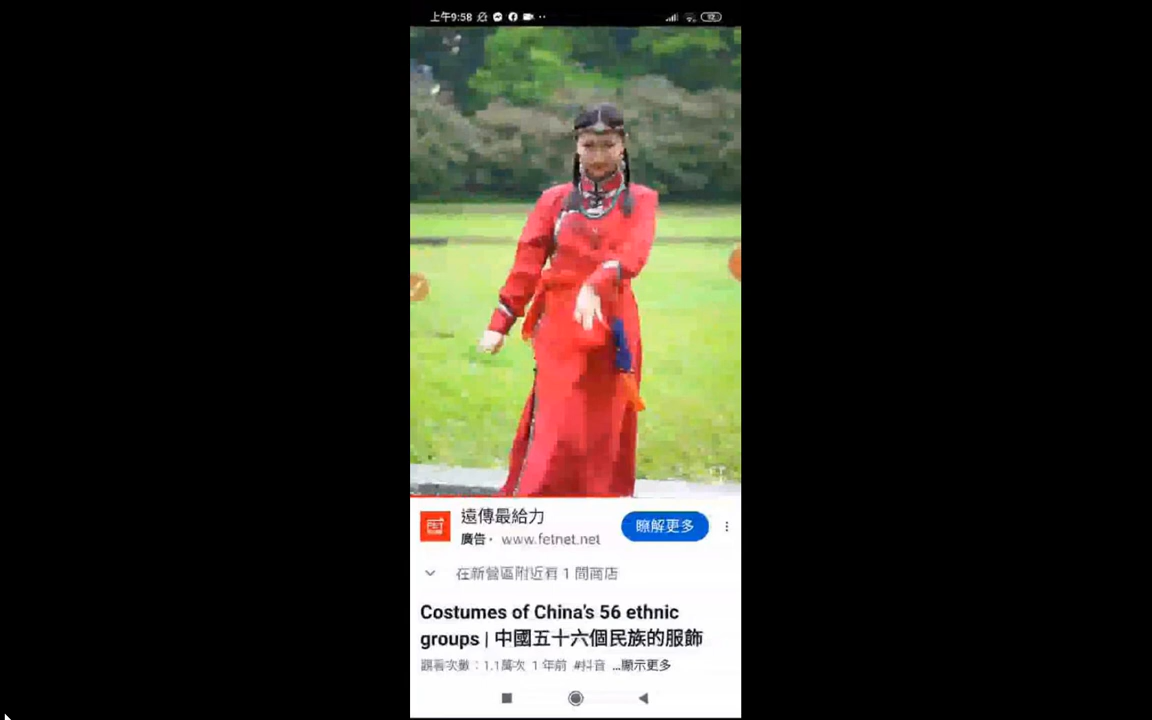 上午9:58
遠傳最給力
廣告· www.fetnet.net
瞭解更多
在新營區附近有 1 間商店
Costumes of China's 56 ethnic
groups | 中國五十六個民族的服飾
觀看次數：1.1萬次 1 年前 #抖音 ...顯示更多